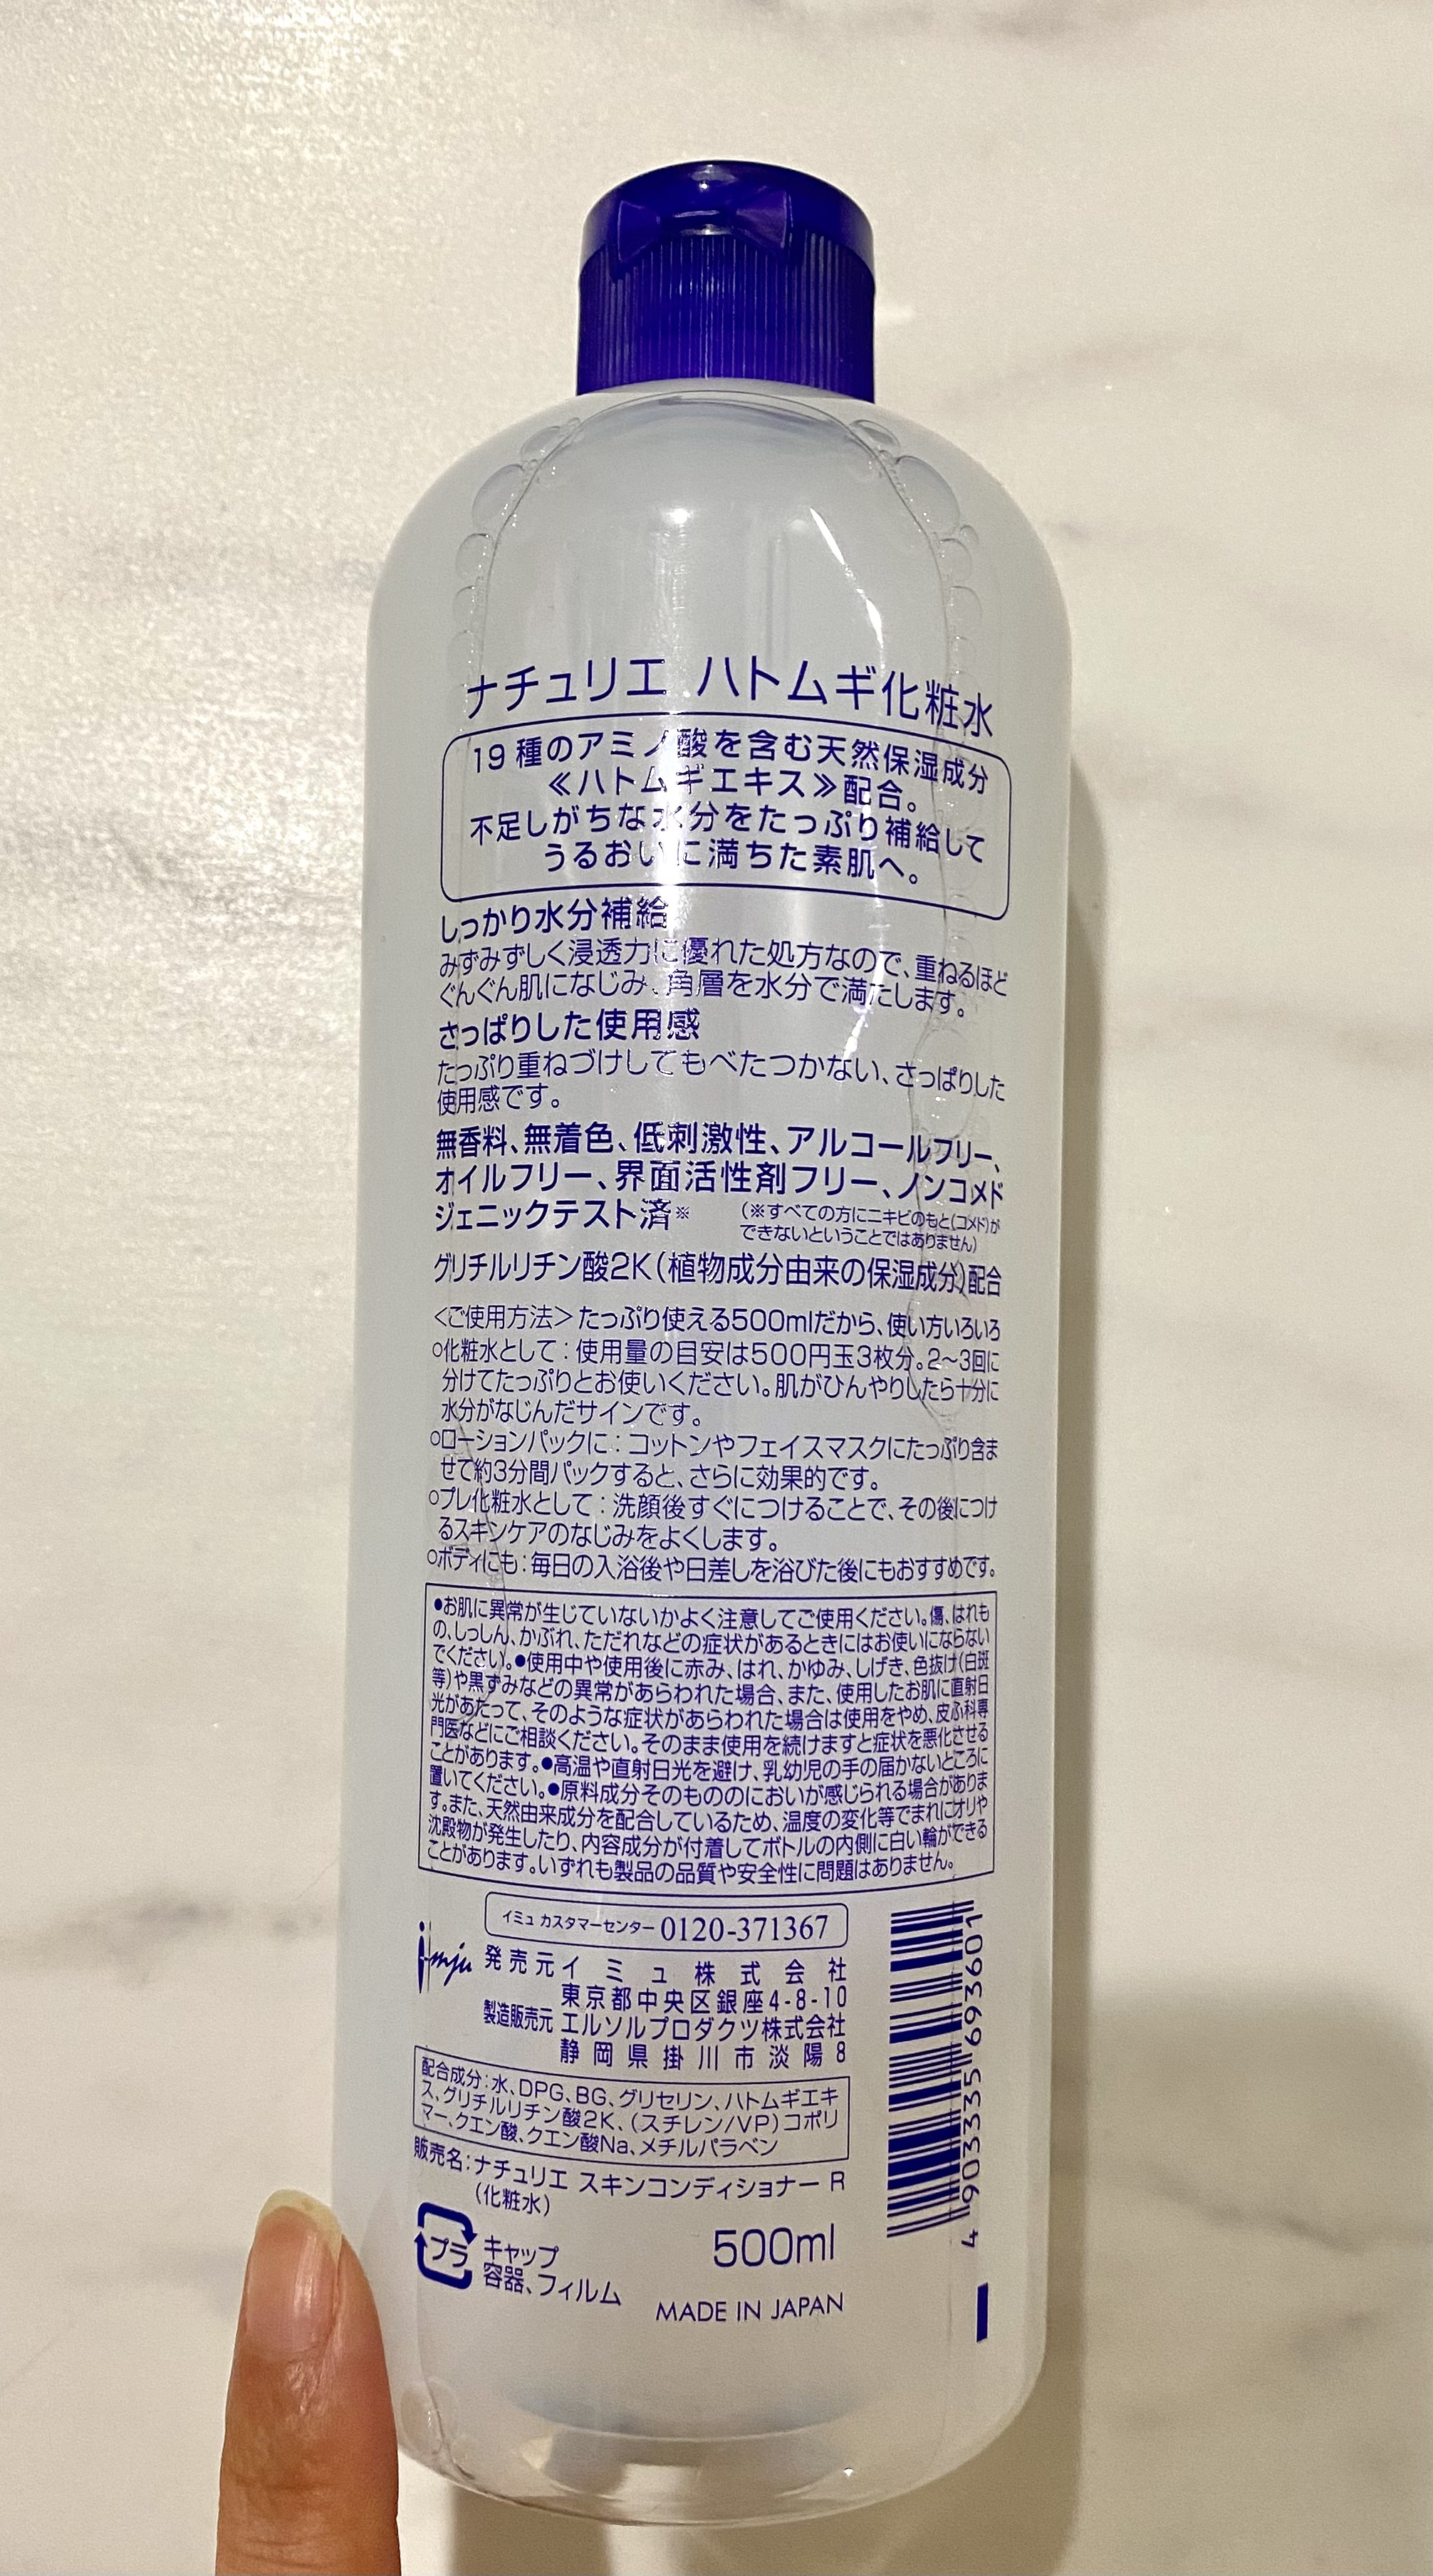 ナチュリエ ハトムギ化粧水
19種のアミノ酸を含む天然保湿成分
≪ハトムギエキス≫配合。
不足しがちな水分をたっぷり補給して
うるおいに満ちた素肌へ。
しっかり水分補給
みずみずしく浸透力に優れた処方なので、重ねるほど
ぐんぐん肌になじみ、角層を水分で満たします。
さっぱりした使用感
たっぷり重ねづけしてもべたつかない、さっぱりした
使用感です。
無香料、無着色、低刺激性、アルコールフリー、
オイルフリー、界面活性剤フリー、ノンコメド
ジェニックテスト済※
(※すべての方にニキビのもと(コメド)が
できないということではありません)
グリチルリチン酸2K(植物成分由来の保湿成分)配合
＜ご使用方法＞たっぷり使える500mlだから、使い方いろいろ
○化粧水として：使用量の目安は500円玉3枚分。2～3回に
分けてたっぷりとお使いください。肌がひんやりしたら十分に
水分がなじんだサインです。
○ローションパックに：コットンやフェイスマスクにたっぷり含ま
せて約3分間パックすると、さらに効果的です。
○プレ化粧水として：洗顔後すぐにつけることで、その後につけ
るスキンケアのなじみをよくします。
○ボディにも：毎日の入浴後や日差しを浴びた後にもおすすめです。
●お肌に異常が生じていないかよく注意してご使用ください。傷、はれも
の、しっしん、かぶれ、ただれなどの症状があるときにはお使いにならない
でください。●使用中や使用後に赤み、はれ、かゆみ、しげき、色抜け(白斑
等)や黒ずみなどの異常があらわれた場合、また、使用したお肌に直射日
光があたって、そのような症状があらわれた場合は使用をやめ、皮ふ科専
門医などにご相談ください。そのまま使用を続けますと症状を悪化させる
ことがあります。●高温や直射日光を避け、乳幼児の手の届かないところに
置いてください。●原料成分そのもののにおいが感じられる場合がありま
す。また、天然由来成分を配合しているため、温度の変化等でまれにオリや
沈殿物が発生したり、内容成分が付着してボトルの内側に白い輪ができる
ことがあります。いずれも製品の品質や安全性に問題はありません。
イミュ カスタマーセンター 0120-371367
imju
発売元 イミュ株式会社
東京都中央区銀座4-8-10
製造販売元 エルソルプロダクツ株式会社
静岡県掛川市淡陽8
配合成分：水、DPG、BG、グリセリン、ハトムギエキ
ス、グリチルリチン酸2K、(スチレン/VP)コポリ
マー、クエン酸、クエン酸Na、メチルパラベン
販売名：ナチュリエ スキンコンディショナー R
(化粧水)
プラ
キャップ
容器、フィルム
500ml
MADE IN JAPAN
4 903335 693601